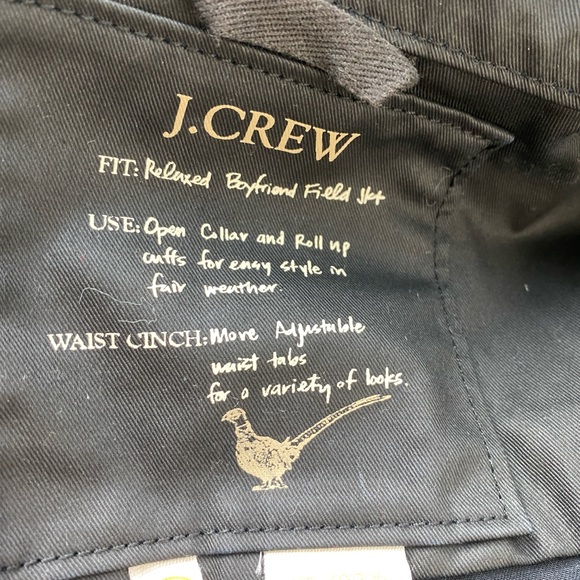 J.CREW
FIT: Relaxed Boyfriend Field Jkt
USE: Open Collar and Roll up
cuffs for easy style in
fair weather.
WAIST CINCH: More Adjustable
waist tabs
for a variety of looks.